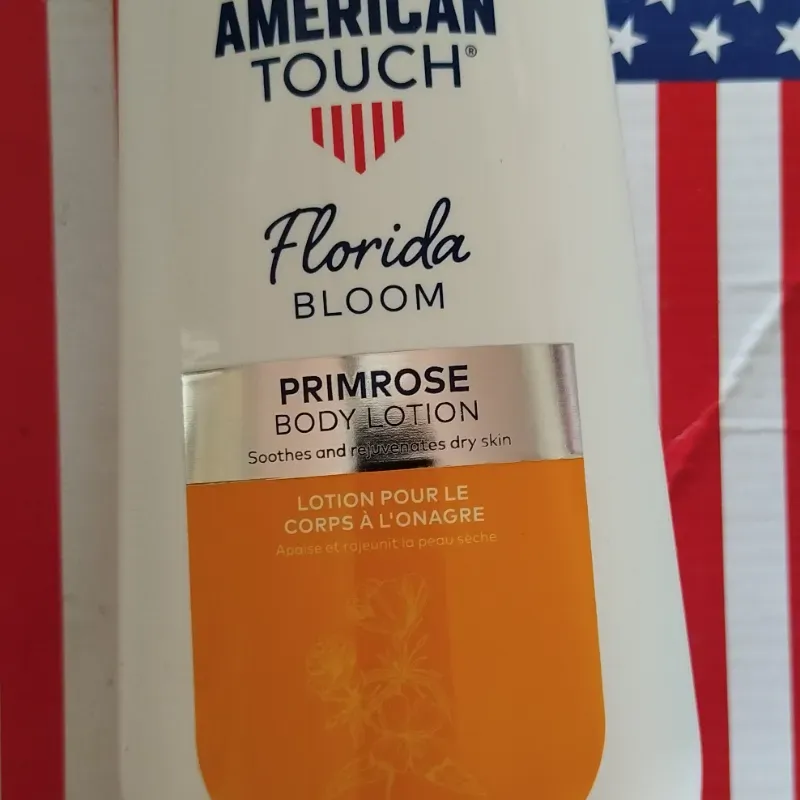 AMERICAN
TOUCH®
Florida
BLOOM
PRIMROSE
BODY LOTION
Soothes and rejuvenates dry skin
LOTION POUR LE
CORPS À L'ONAGRE
Apaise et rajeunit la peau sèche